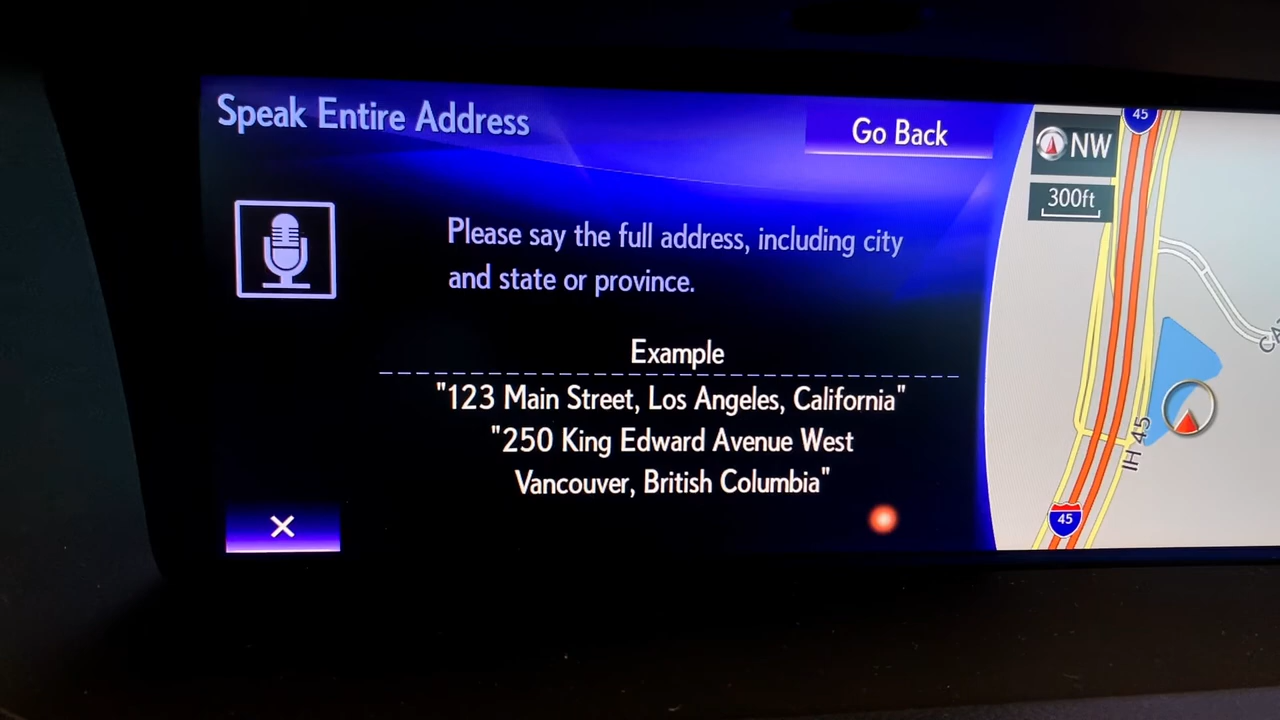 Speak Entire Address
Go Back
Please say the full address, including city
and state or province.
Example
"123 Main Street, Los Angeles, California"
"250 King Edward Avenue West
Vancouver, British Columbia"
45
NW
300ft
IH 45
45